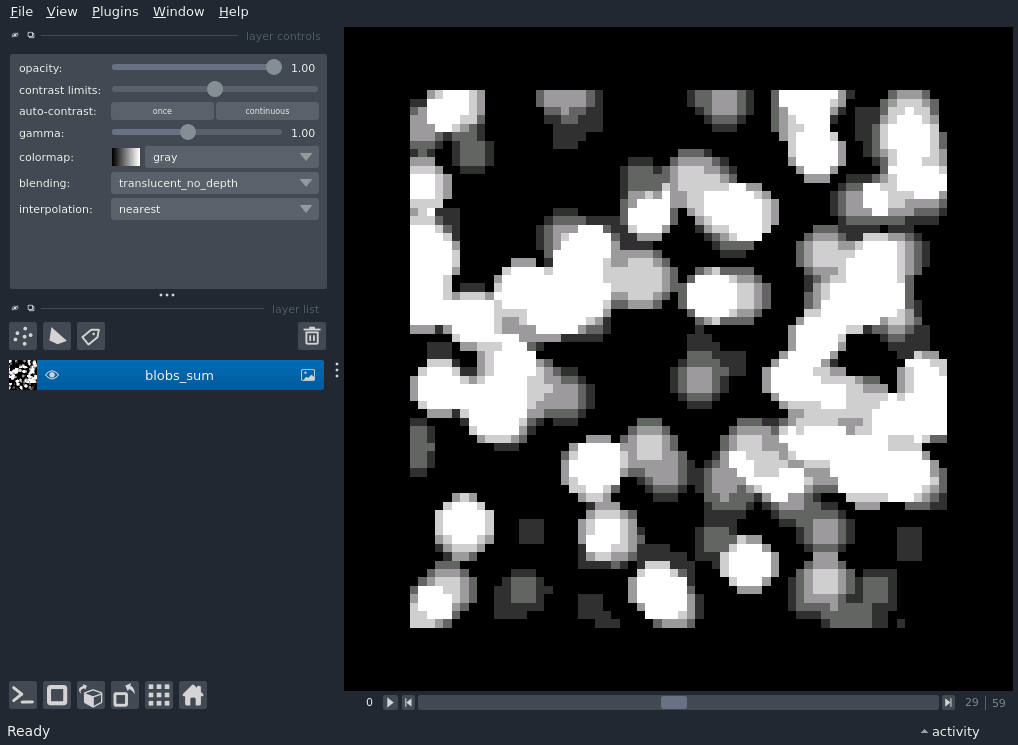 File View Plugins Window Help
layer controls
opacity: 1.00
contrast limits:
auto-contrast: once continuous
gamma: 1.00
colormap: gray
blending: translucent_no_depth
interpolation: nearest
layer list
blobs_sum
0 29 59
Ready
activity